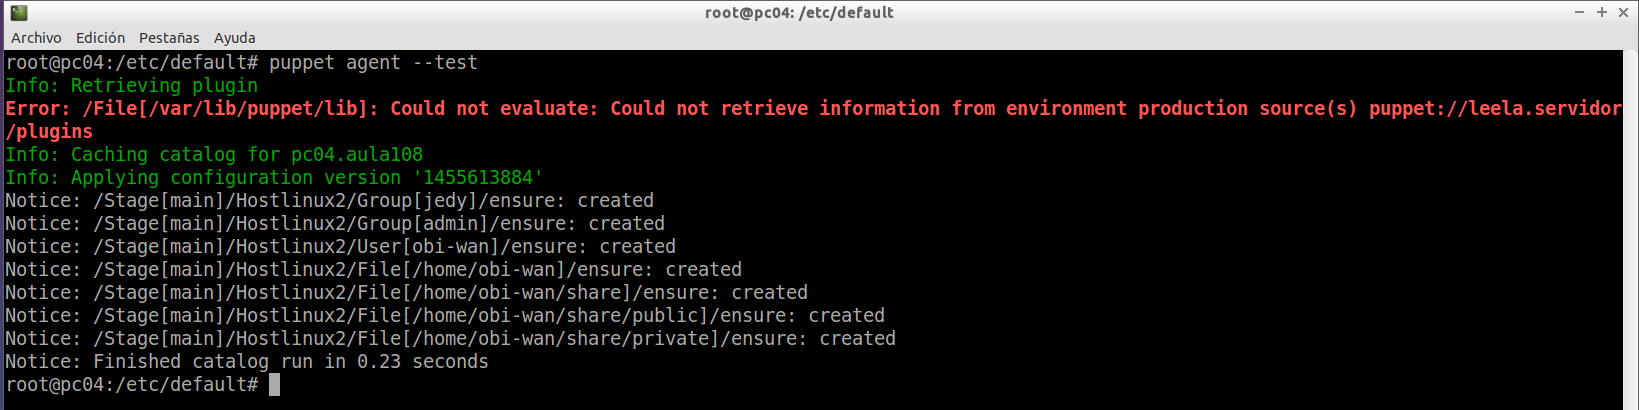 root@pc04: /etc/default
Archivo Edición Pestañas Ayuda
root@pc04:/etc/default# puppet agent --test
Info: Retrieving plugin
Error: /File[/var/lib/puppet/lib]: Could not evaluate: Could not retrieve information from environment production source(s) puppet://leela.servidor
/plugins
Info: Caching catalog for pc04.aula108
Info: Applying configuration version '1455613884'
Notice: /Stage[main]/Hostlinux2/Group[jedy]/ensure: created
Notice: /Stage[main]/Hostlinux2/Group[admin]/ensure: created
Notice: /Stage[main]/Hostlinux2/User[obi-wan]/ensure: created
Notice: /Stage[main]/Hostlinux2/File[/home/obi-wan]/ensure: created
Notice: /Stage[main]/Hostlinux2/File[/home/obi-wan/share]/ensure: created
Notice: /Stage[main]/Hostlinux2/File[/home/obi-wan/share/public]/ensure: created
Notice: /Stage[main]/Hostlinux2/File[/home/obi-wan/share/private]/ensure: created
Notice: Finished catalog run in 0.23 seconds
root@pc04:/etc/default#